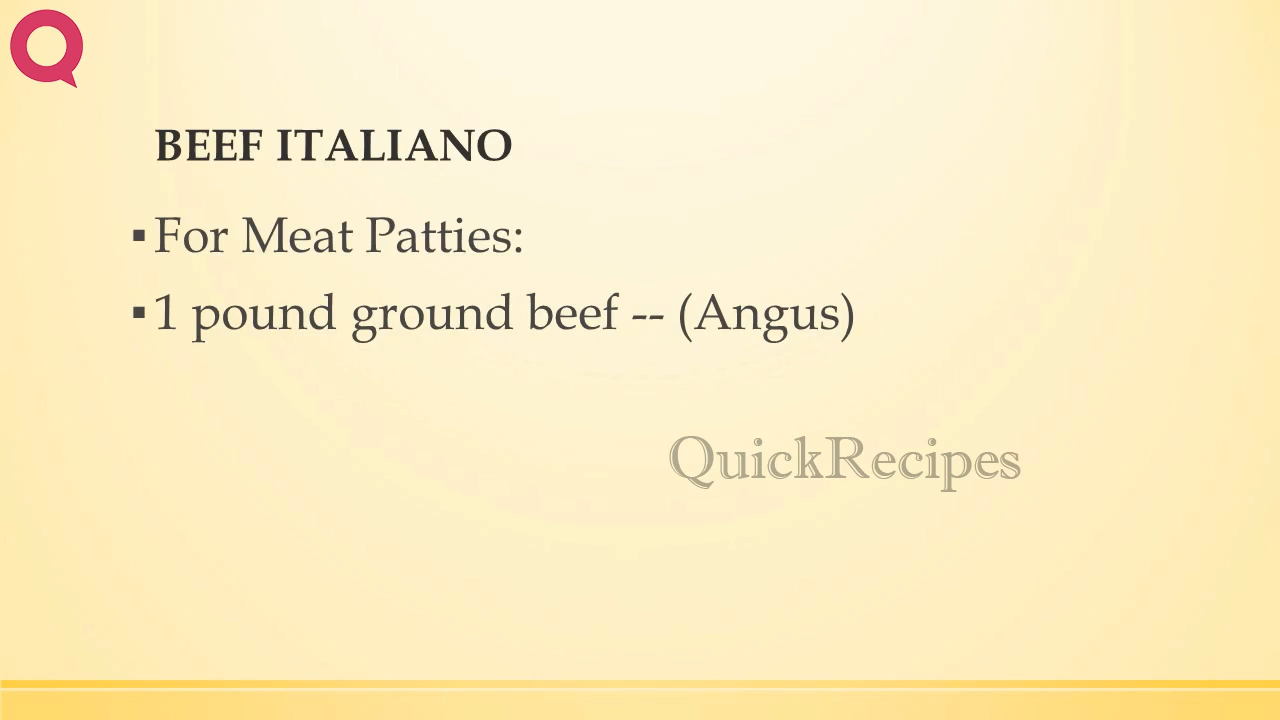 BEEF ITALIANO
▪For Meat Patties:
▪1 pound ground beef -- (Angus)
QuickRecipes